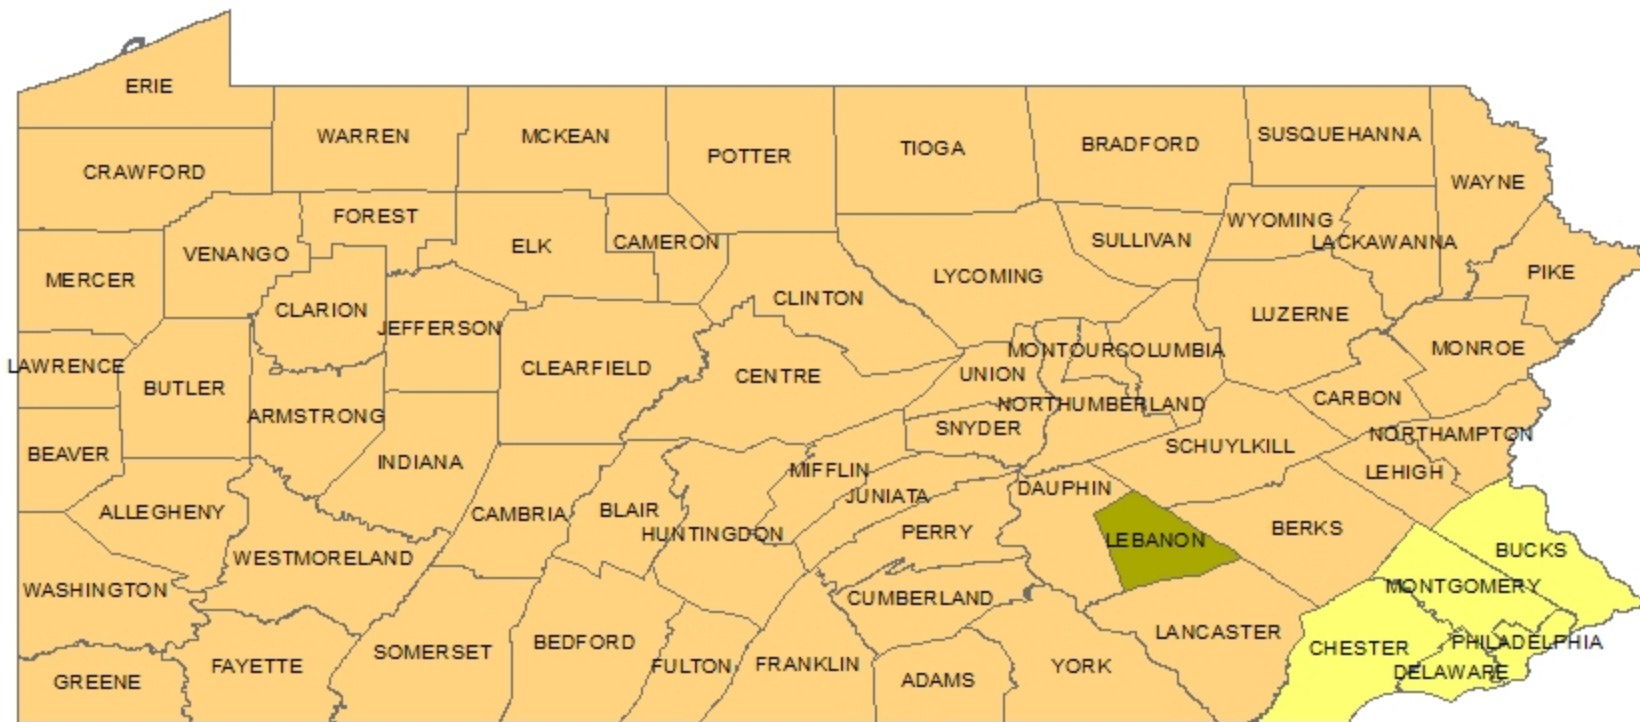 ERIE
WARREN
MCKEAN
POTTER
TIOGA
BRADFORD
SUSQUEHANNA
CRAWFORD
WAYNE
FOREST
WYOMING
VENANGO
ELK
CAMERON
SULLIVAN
LACKAWANNA
MERCER
LYCOMING
PIKE
CLARION
CLINTON
LUZERNE
JEFFERSON
LAWRENCE
CLEARFIELD
MONTOUR
COLUMBIA
MONROE
BUTLER
CENTRE
UNION
CARBON
ARMSTRONG
NORTHUMBERLAND
SNYDER
NORTHAMPTON
BEAVER
INDIANA
MIFFLIN
SCHUYLKILL
LEHIGH
JUNIATA
DAUPHIN
ALLEGHENY
CAMBRIA
BLAIR
HUNTINGDON
PERRY
LEBANON
BERKS
BUCKS
WESTMORELAND
WASHINGTON
CUMBERLAND
MONTGOMERY
LANCASTER
SOMERSET
BEDFORD
CHESTER
PHILADELPHIA
FAYETTE
FULTON
FRANKLIN
YORK
DELAWARE
GREENE
ADAMS